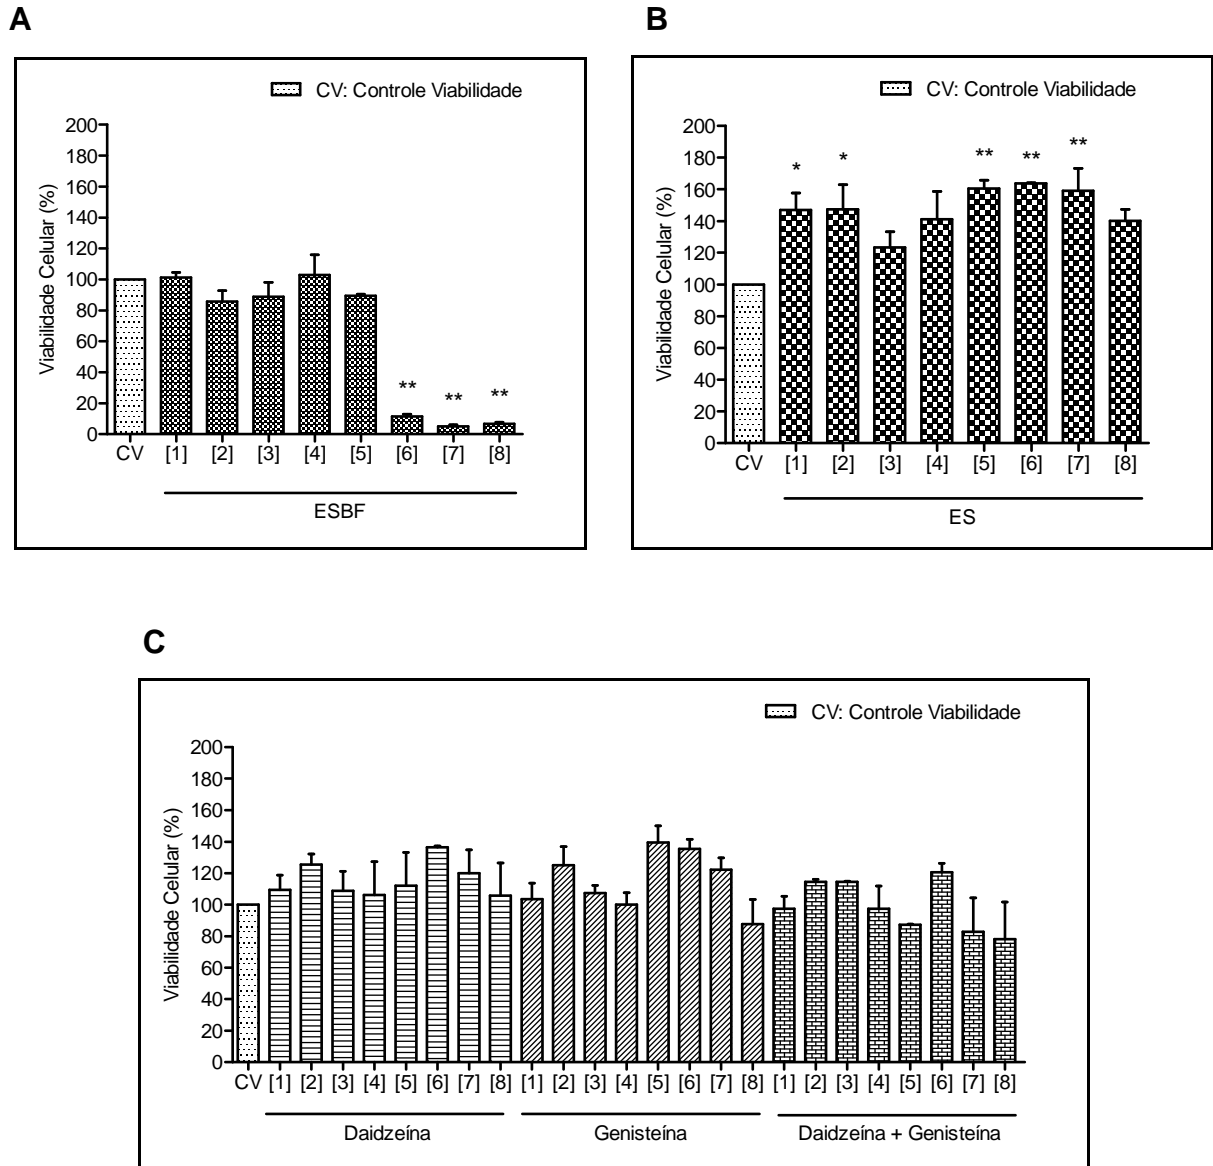 A
CV: Controle Viabilidade
Viabilidade Celular (%)
200
180
160
140
120
100
80
60
40
20
0
** ** **
CV [1] [2] [3] [4] [5] [6] [7] [8]
ESBF
B
CV: Controle Viabilidade
Viabilidade Celular (%)
200
180
160
140
120
100
80
60
40
20
0
* * ** ** **
CV [1] [2] [3] [4] [5] [6] [7] [8]
ES
C
CV: Controle Viabilidade
Viabilidade Celular (%)
200
180
160
140
120
100
80
60
40
20
0
CV [1] [2] [3] [4] [5] [6] [7] [8] [1] [2] [3] [4] [5] [6] [7] [8] [1] [2] [3] [4] [5] [6] [7] [8]
Daidzeína Genisteína Daidzeína + Genisteína